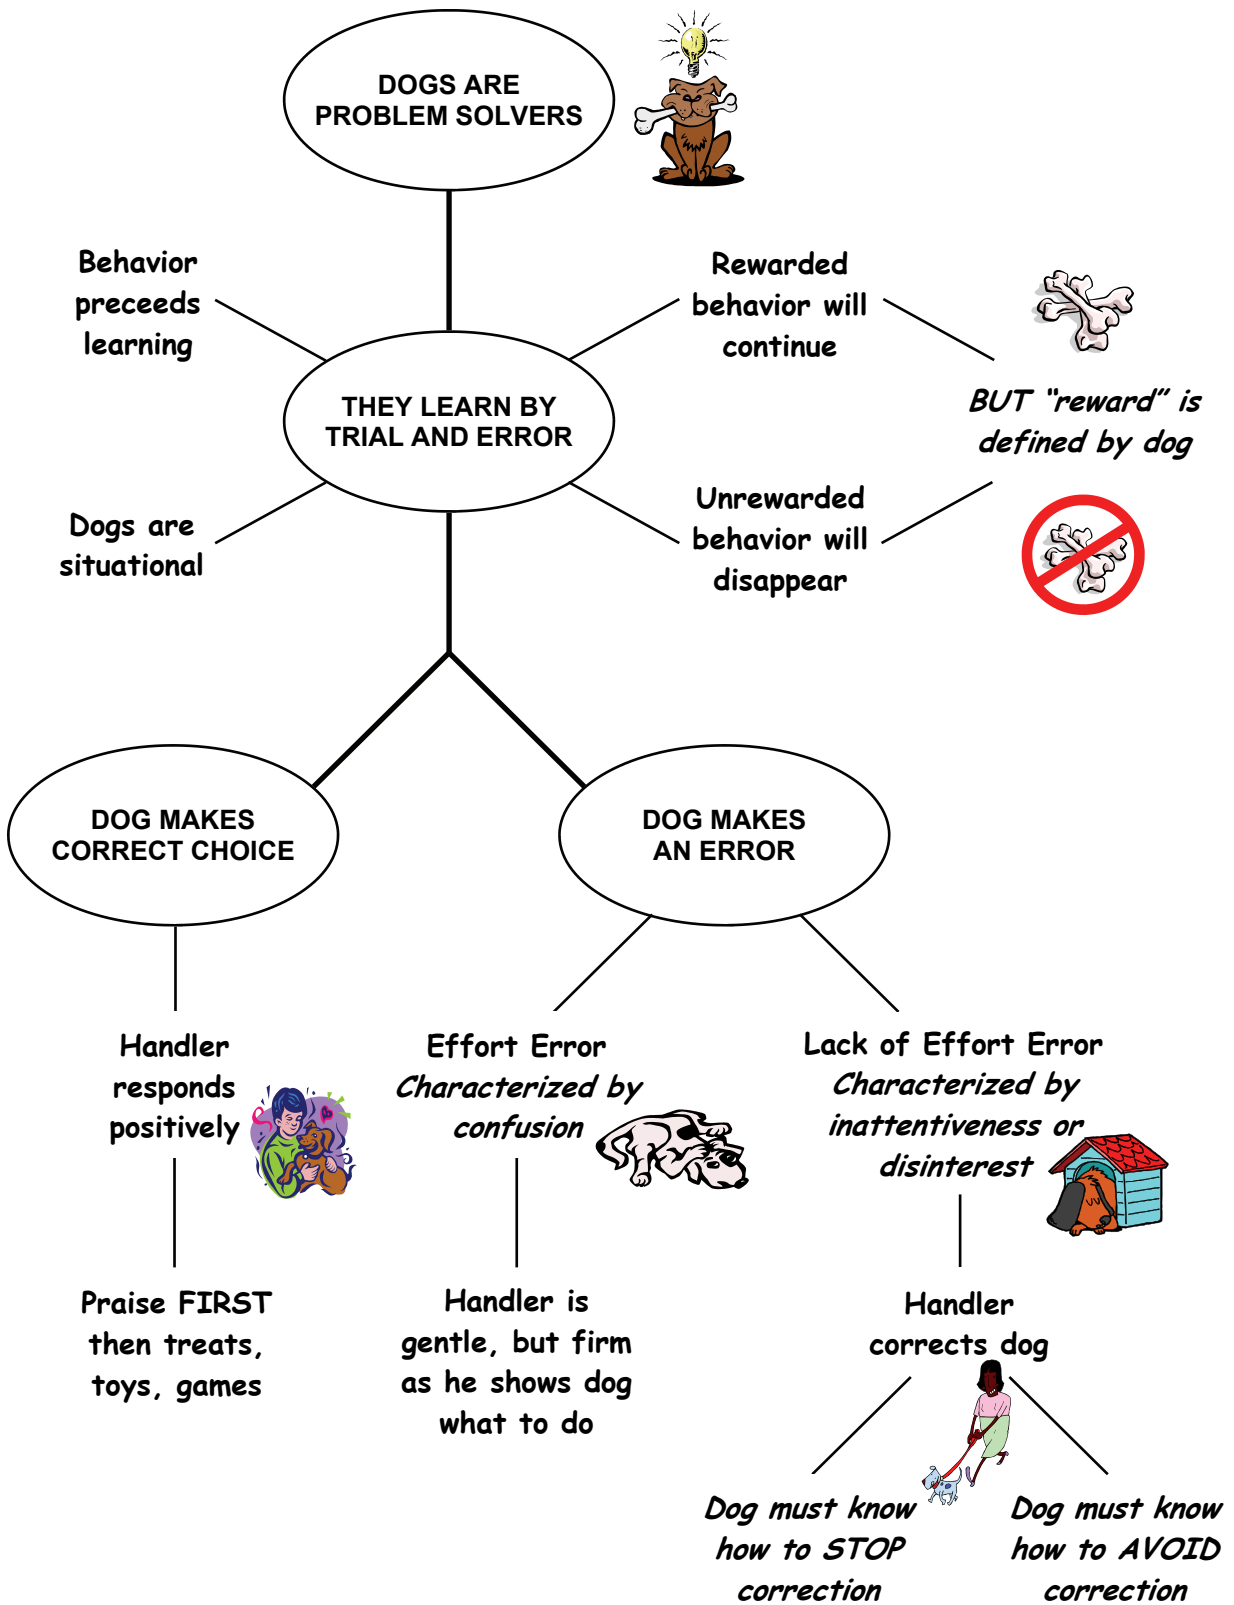 DOGS ARE
PROBLEM SOLVERS
Behavior
preceeds
learning
Rewarded
behavior will
continue
THEY LEARN BY
TRIAL AND ERROR
BUT “reward” is
defined by dog
Dogs are
situational
Unrewarded
behavior will
disappear
DOG MAKES
CORRECT CHOICE
DOG MAKES
AN ERROR
Handler
responds
positively
Effort Error
Characterized by
confusion
Lack of Effort Error
Characterized by
inattentiveness or
disinterest
Praise FIRST
then treats,
toys, games
Handler is
gentle, but firm
as he shows dog
what to do
Handler
corrects dog
Dog must know
how to STOP
correction
Dog must know
how to AVOID
correction